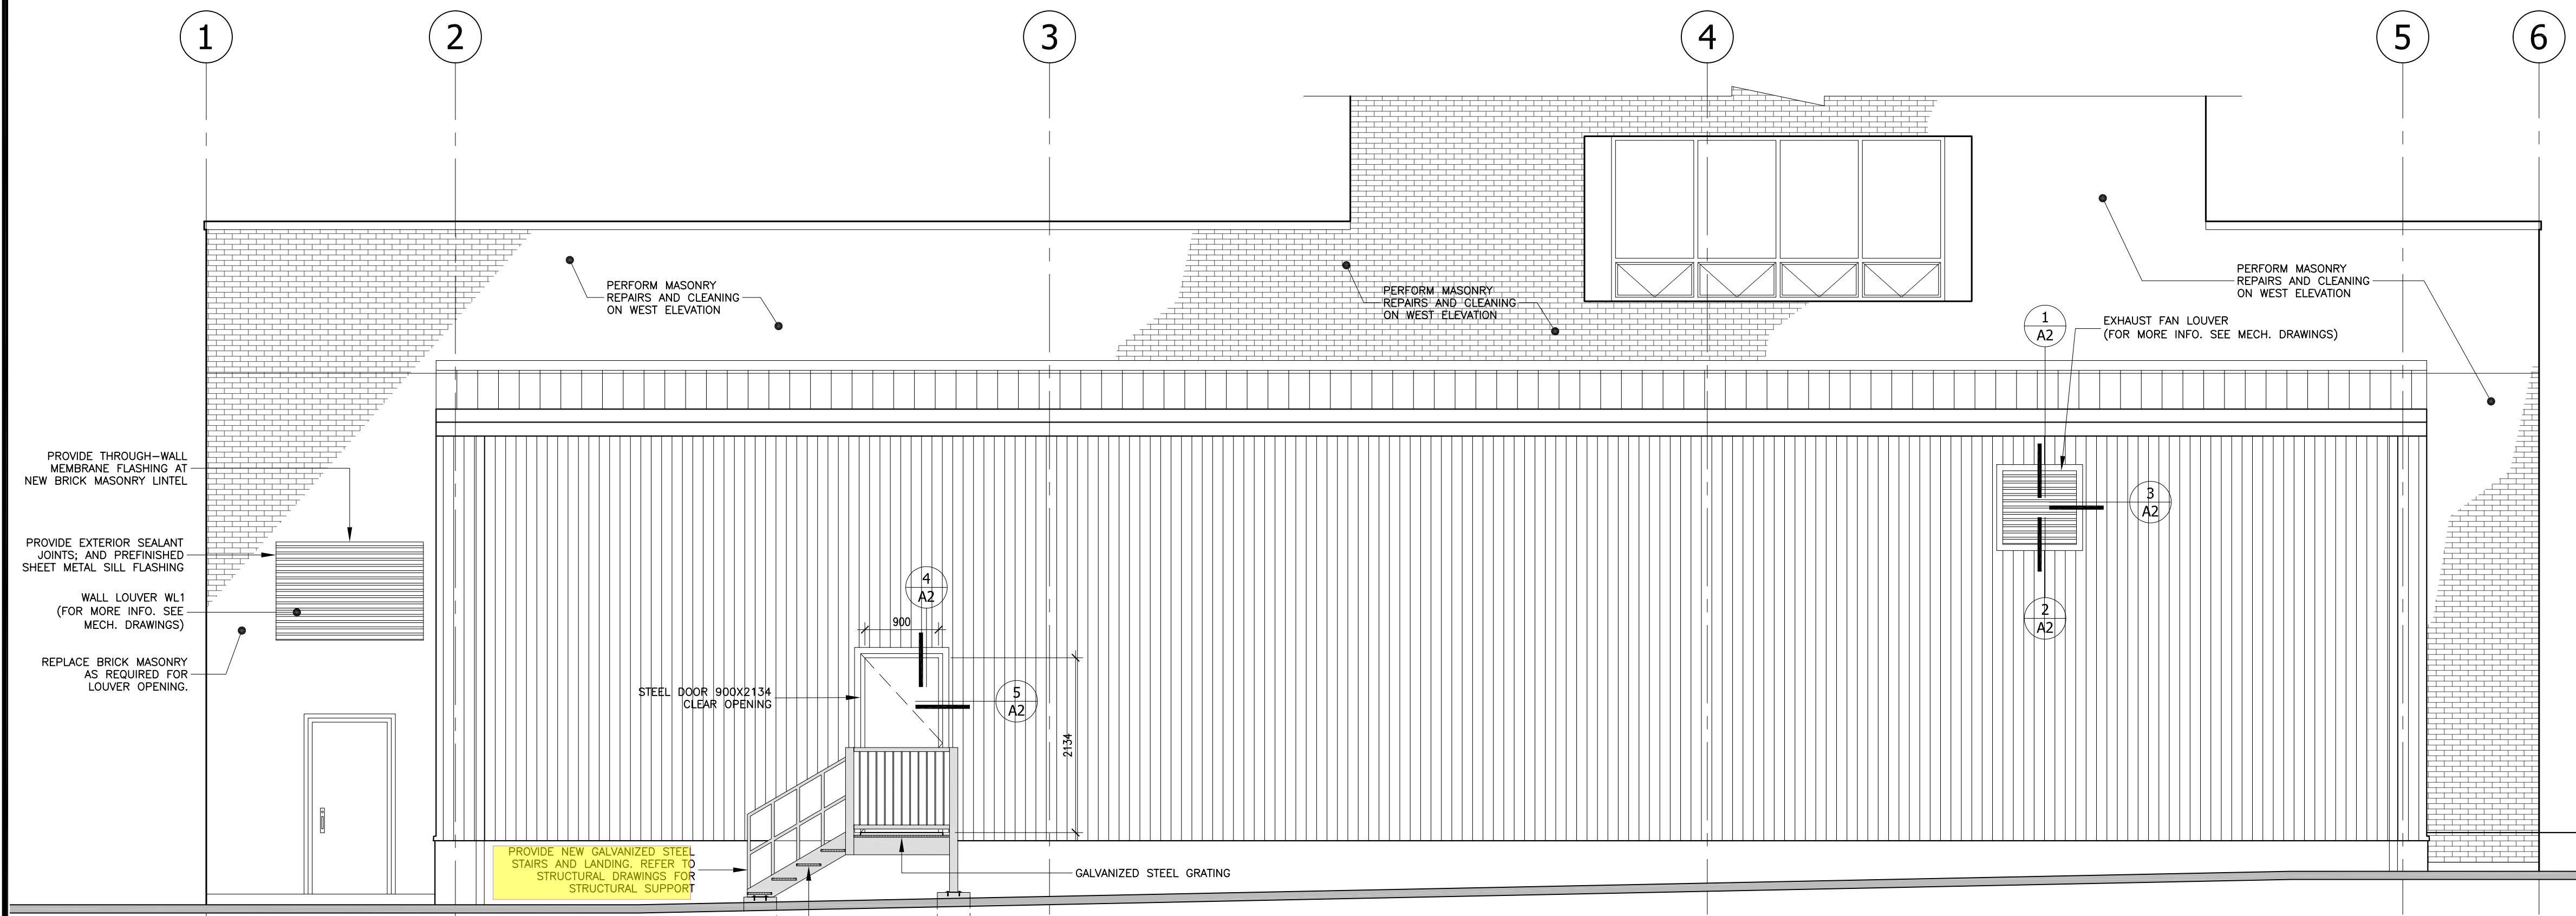 1
2
3
4
5
6
PERFORM MASONRY
REPAIRS AND CLEANING
ON WEST ELEVATION
PERFORM MASONRY
REPAIRS AND CLEANING
ON WEST ELEVATION
PERFORM MASONRY
REPAIRS AND CLEANING
ON WEST ELEVATION
1
A2
EXHAUST FAN LOUVER
(FOR MORE INFO. SEE MECH. DRAWINGS)
PROVIDE THROUGH-WALL
MEMBRANE FLASHING AT
NEW BRICK MASONRY LINTEL
3
A2
PROVIDE EXTERIOR SEALANT
JOINTS; AND PREFINISHED
SHEET METAL SILL FLASHING
WALL LOUVER WL1
(FOR MORE INFO. SEE
MECH. DRAWINGS)
4
A2
900
2
A2
REPLACE BRICK MASONRY
AS REQUIRED FOR
LOUVER OPENING.
STEEL DOOR 900X2134
CLEAR OPENING
5
A2
2134
PROVIDE NEW GALVANIZED STEEL
STAIRS AND LANDING. REFER TO
STRUCTURAL DRAWINGS FOR
STRUCTURAL SUPPORT
GALVANIZED STEEL GRATING